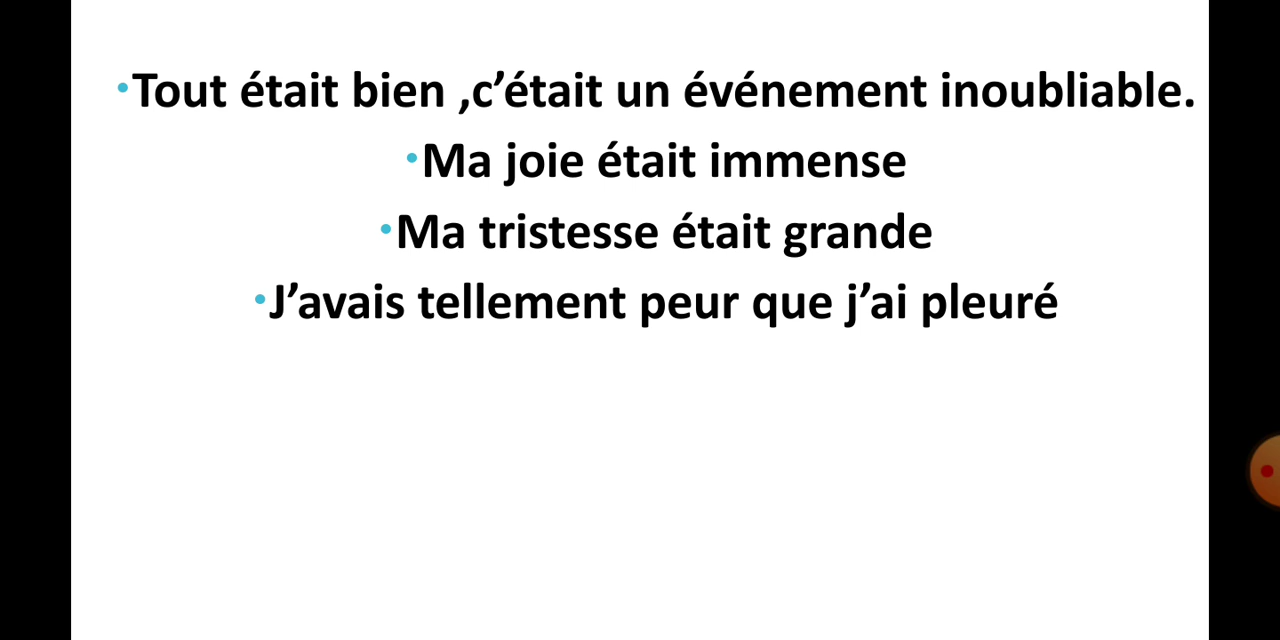 •Tout était bien ,c’était un événement inoubliable.
•Ma joie était immense
•Ma tristesse était grande
•J’avais tellement peur que j’ai pleuré